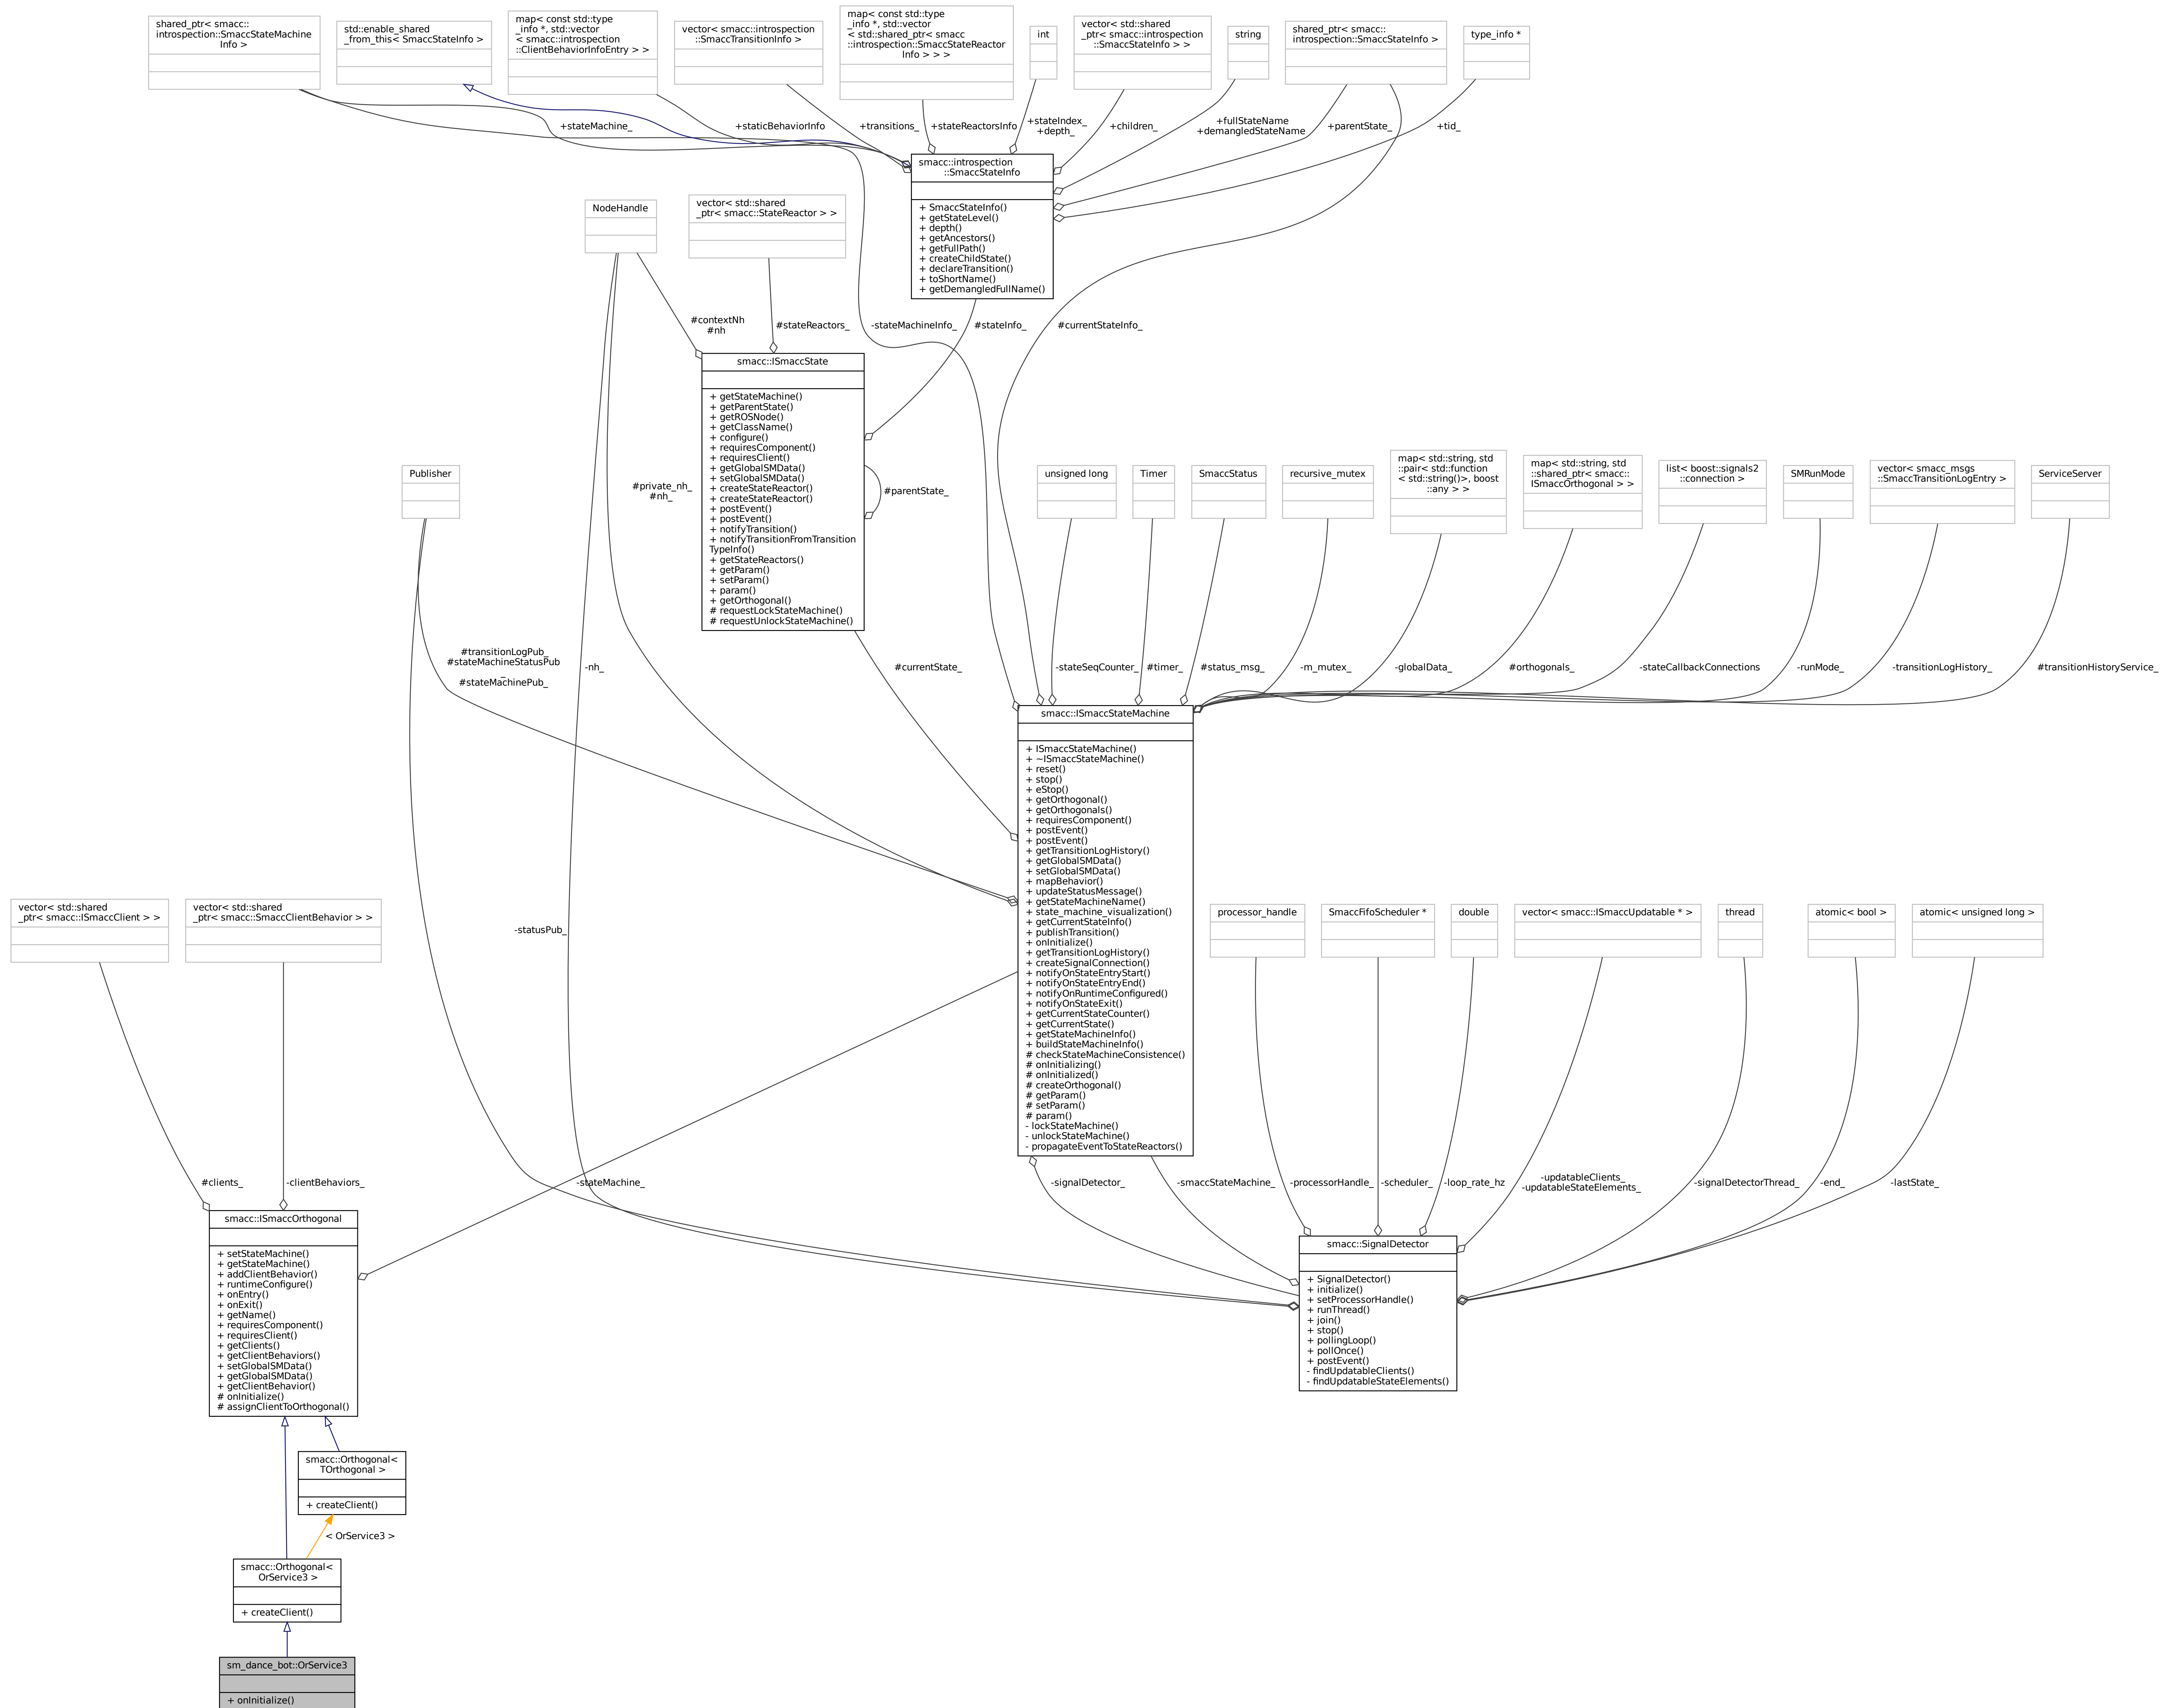 shared_ptr< smacc::
introspection::SmaccStateMachine
Info >
std::enable_shared
_from_this< SmaccStateInfo >
map< const std::type
_info *, std::vector
< smacc::introspection
::ClientBehaviorInfoEntry > >
vector< smacc::introspection
::SmaccTransitionInfo >
map< const std::type
_info *, std::vector
< std::shared_ptr< smacc
::introspection::SmaccStateReactor
Info > > >
int
vector< std::shared
_ptr< smacc::introspection
::SmaccStateInfo > >
string
shared_ptr< smacc::
introspection::SmaccStateInfo >
type_info *
+stateMachine_
+staticBehaviorInfo
+transitions_
+stateReactorsInfo
+stateIndex_
+depth_
+children_
+fullStateName
+demangledStateName
+parentState_
+tid_
smacc::introspection
::SmaccStateInfo
+ SmaccStateInfo()
+ getStateLevel()
+ depth()
+ getAncestors()
+ getFullPath()
+ createChildState()
+ declareTransition()
+ toShortName()
+ getDemangledFullName()
NodeHandle
vector< std::shared
_ptr< smacc::StateReactor > >
#contextNh
#nh
#stateReactors_
-stateMachineInfo_
#stateInfo_
#currentStateInfo_
smacc::ISmaccState
+ getStateMachine()
+ getParentState()
+ getROSNode()
+ getClassName()
+ configure()
+ requiresComponent()
+ requiresClient()
+ getGlobalSMData()
+ setGlobalSMData()
+ createStateReactor()
+ createStateReactor()
+ postEvent()
+ postEvent()
+ notifyTransition()
+ notifyTransitionFromTransition
TypeInfo()
+ getStateReactors()
+ getParam()
+ setParam()
+ param()
+ getOrthogonal()
# requestLockStateMachine()
# requestUnlockStateMachine()
#parentState_
#private_nh_
#nh_
Publisher
unsigned long
Timer
SmaccStatus
recursive_mutex
map< std::string, std
::pair< std::function
< std::string()>, boost
::any > >
map< std::string, std
::shared_ptr< smacc::
ISmaccOrthogonal > >
list< boost::signals2
::connection >
SMRunMode
vector< smacc_msgs
::SmaccTransitionLogEntry >
ServiceServer
#transitionLogPub_
#stateMachineStatusPub
_
#stateMachinePub_
-nh_
#currentState_
-stateSeqCounter_
#timer_
#status_msg_
-m_mutex_
-globalData_
#orthogonals_
-stateCallbackConnections
-runMode_
-transitionLogHistory_
#transitionHistoryService_
smacc::ISmaccStateMachine
+ ISmaccStateMachine()
+ ~ISmaccStateMachine()
+ reset()
+ stop()
+ eStop()
+ getOrthogonal()
+ getOrthogonals()
+ requiresComponent()
+ postEvent()
+ postEvent()
+ getTransitionLogHistory()
+ getGlobalSMData()
+ setGlobalSMData()
+ mapBehavior()
+ updateStatusMessage()
+ getStateMachineName()
+ state_machine_visualization()
+ getCurrentStateInfo()
+ publishTransition()
+ onInitialize()
+ getTransitionLogHistory()
+ createSignalConnection()
+ notifyOnStateEntryStart()
+ notifyOnStateEntryEnd()
+ notifyOnRuntimeConfigured()
+ notifyOnStateExit()
+ getCurrentStateCounter()
+ getCurrentState()
+ getStateMachineInfo()
+ buildStateMachineInfo()
# checkStateMachineConsistence()
# onInitializing()
# onInitialized()
# createOrthogonal()
# getParam()
# setParam()
# param()
- lockStateMachine()
- unlockStateMachine()
- propagateEventToStateReactors()
vector< std::shared
_ptr< smacc::ISmaccClient > >
vector< std::shared
_ptr< smacc::SmaccClientBehavior > >
-statusPub_
processor_handle
SmaccFifoScheduler *
double
vector< smacc::ISmaccUpdatable * >
thread
atomic< bool >
atomic< unsigned long >
#clients_
-clientBehaviors_
-stateMachine_
-signalDetector_
-smaccStateMachine_
-processorHandle_
-scheduler_
-loop_rate_hz
-updatableClients_
-updatableStateElements_
-signalDetectorThread_
-end_
-lastState_
smacc::ISmaccOrthogonal
+ setStateMachine()
+ getStateMachine()
+ addClientBehavior()
+ runtimeConfigure()
+ onEntry()
+ onExit()
+ getName()
+ requiresComponent()
+ requiresClient()
+ getClients()
+ getClientBehaviors()
+ setGlobalSMData()
+ getGlobalSMData()
+ getClientBehavior()
# onInitialize()
# assignClientToOrthogonal()
smacc::SignalDetector
+ SignalDetector()
+ initialize()
+ setProcessorHandle()
+ runThread()
+ join()
+ stop()
+ pollingLoop()
+ pollOnce()
+ postEvent()
- findUpdatableClients()
- findUpdatableStateElements()
smacc::Orthogonal<
TOrthogonal >
+ createClient()
< OrService3 >
smacc::Orthogonal<
OrService3 >
+ createClient()
sm_dance_bot::OrService3
+ onInitialize()